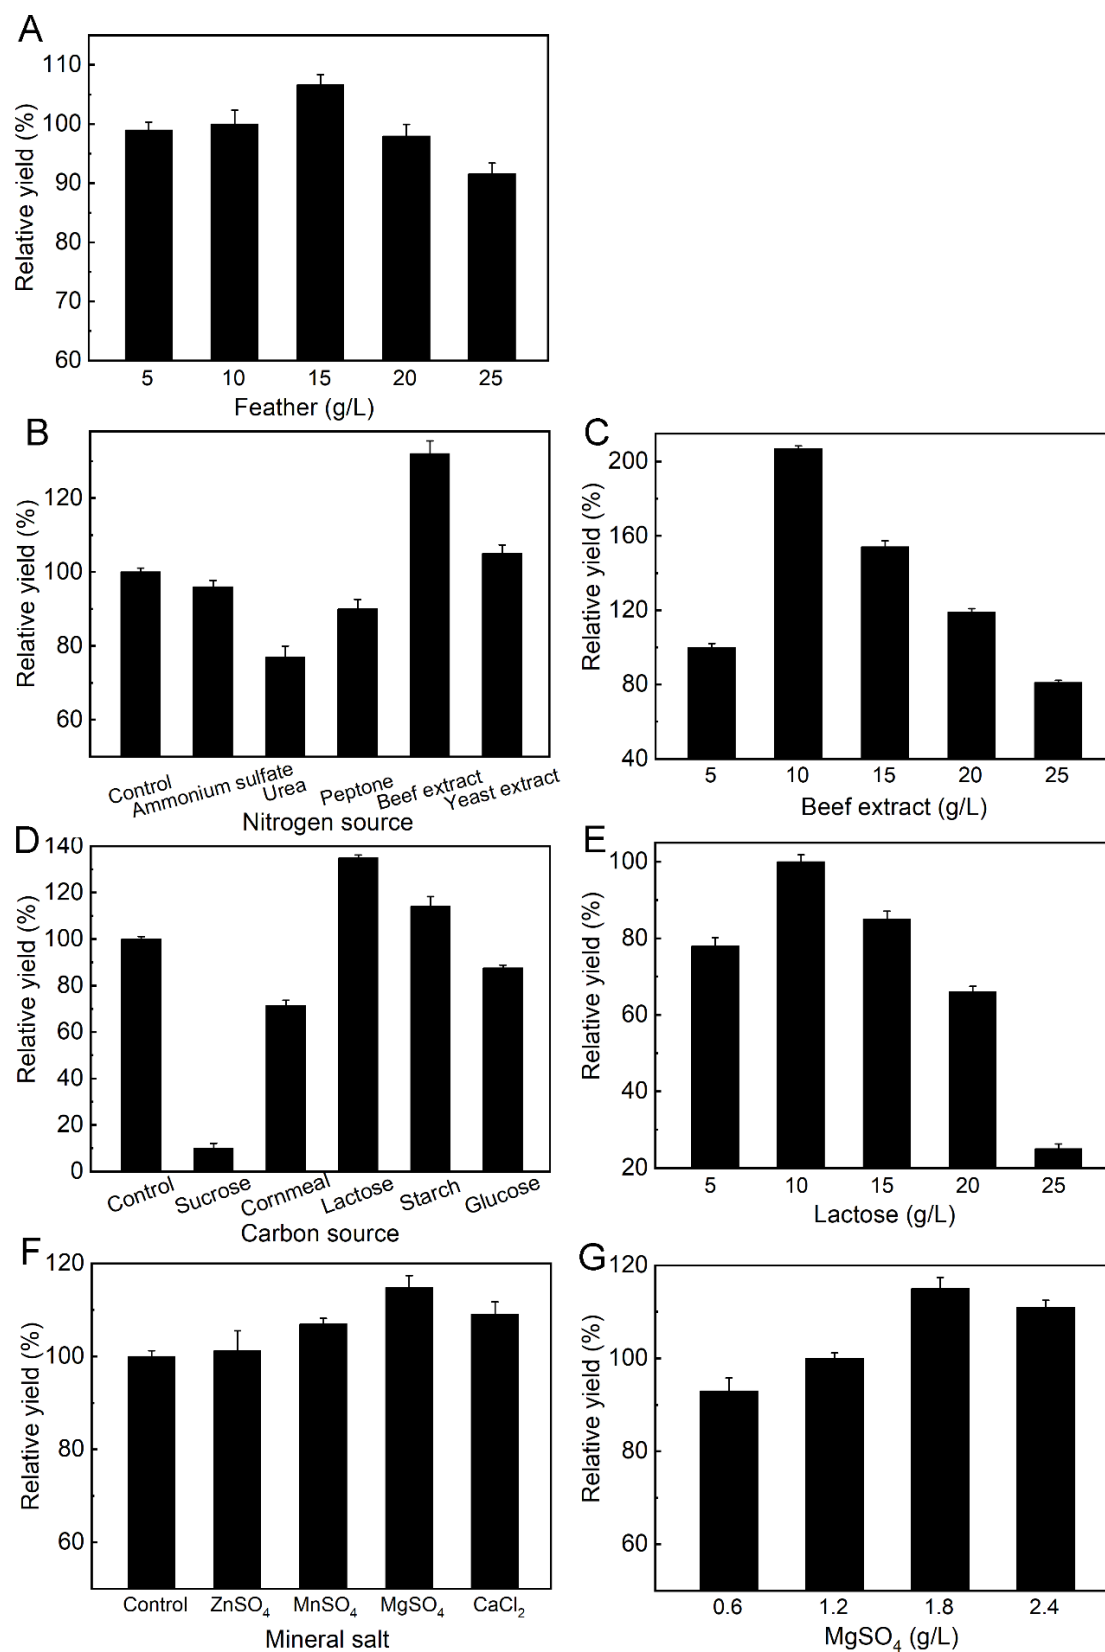 A
Relative yield (%)
110
100
90
80
70
60
5 10 15 20 25
Feather (g/L)
B
Relative yield (%)
120
100
80
60
Control Ammonium sulfate Urea Peptone Beef extract Yeast extract
Nitrogen source
C
Relative yield (%)
200
160
120
80
40
5 10 15 20 25
Beef extract (g/L)
D
Relative yield (%)
140
120
100
80
60
40
20
0
Control Sucrose Cornmeal Lactose Starch Glucose
Carbon source
E
Relative yield (%)
100
80
60
40
20
5 10 15 20 25
Lactose (g/L)
F
Relative yield (%)
120
100
80
60
Control ZnSO₄ MnSO₄ MgSO₄ CaCl₂
Mineral salt
G
Relative yield (%)
120
100
80
60
0.6 1.2 1.8 2.4
MgSO₄ (g/L)